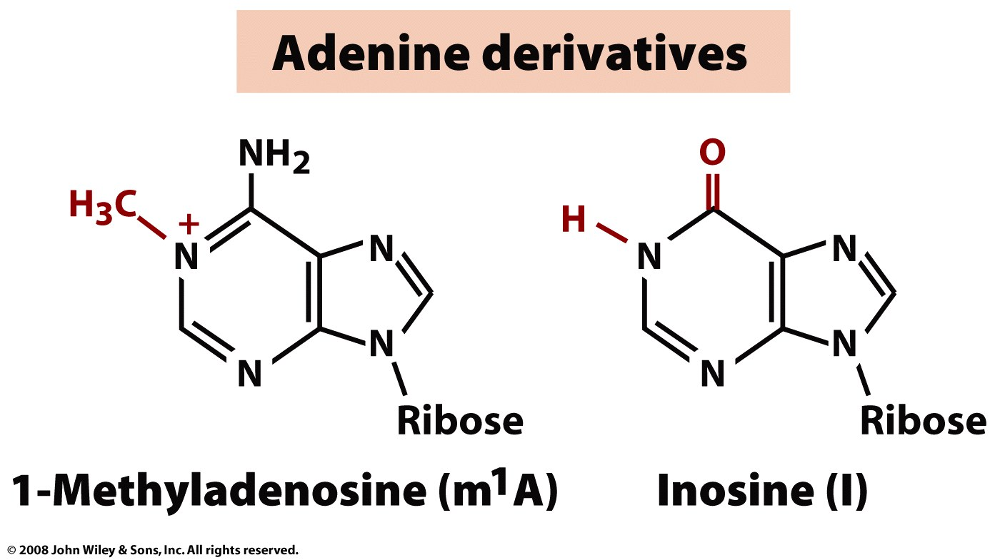 Adenine derivatives
NH2
H3C
+
N
N
N
N
Ribose
1-Methyladenosine (m¹A)
O
H
N
N
N
N
Ribose
Inosine (I)
© 2008 John Wiley & Sons, Inc. All rights reserved.